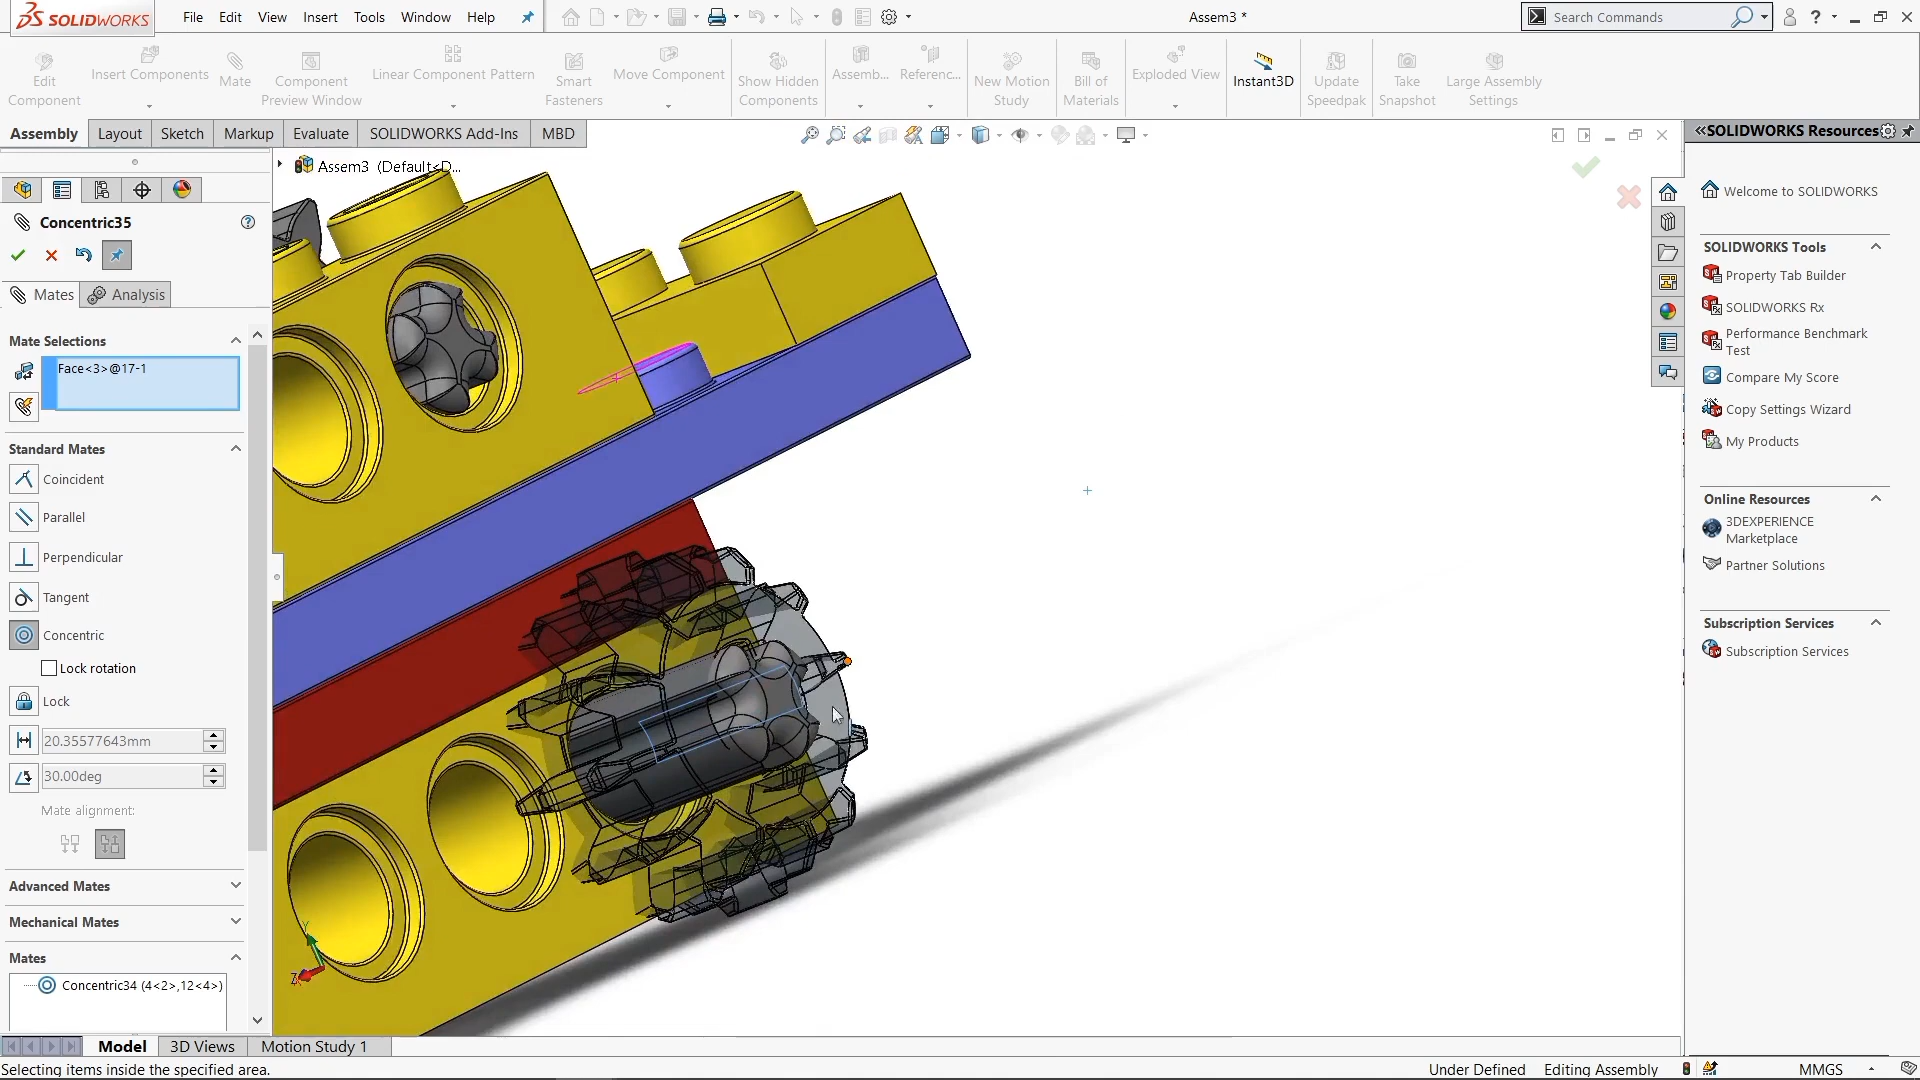 SOLIDWORKS File Edit View Insert Tools Window Help Assem3 * Search Commands ?
Edit Component
Insert Components
Mate
Component Preview Window
Linear Component Pattern
Smart Fasteners
Move Component
Show Hidden Components
Assemb...
Referenc...
New Motion Study
Bill of Materials
Exploded View
Instant3D
Update Speedpak
Take Snapshot
Large Assembly Settings
Assembly Layout Sketch Markup Evaluate SOLIDWORKS Add-Ins MBD
Assem3 (Default<D...
Concentric35
Mates Analysis
Mate Selections
Face<3>@17-1
Standard Mates
Coincident
Parallel
Perpendicular
Tangent
Concentric
Lock rotation
Lock
20.35577643mm
30.00deg
Mate alignment:
Advanced Mates
Mechanical Mates
Mates
Concentric34 (4<2>,12<4>)
Model 3D Views Motion Study 1
Selecting items inside the specified area.
Under Defined Editing Assembly MMGS
SOLIDWORKS Resources
Welcome to SOLIDWORKS
SOLIDWORKS Tools
Property Tab Builder
SOLIDWORKS Rx
Performance Benchmark
Test
Compare My Score
Copy Settings Wizard
My Products
Online Resources
3DEXPERIENCE
Marketplace
Partner Solutions
Subscription Services
Subscription Services